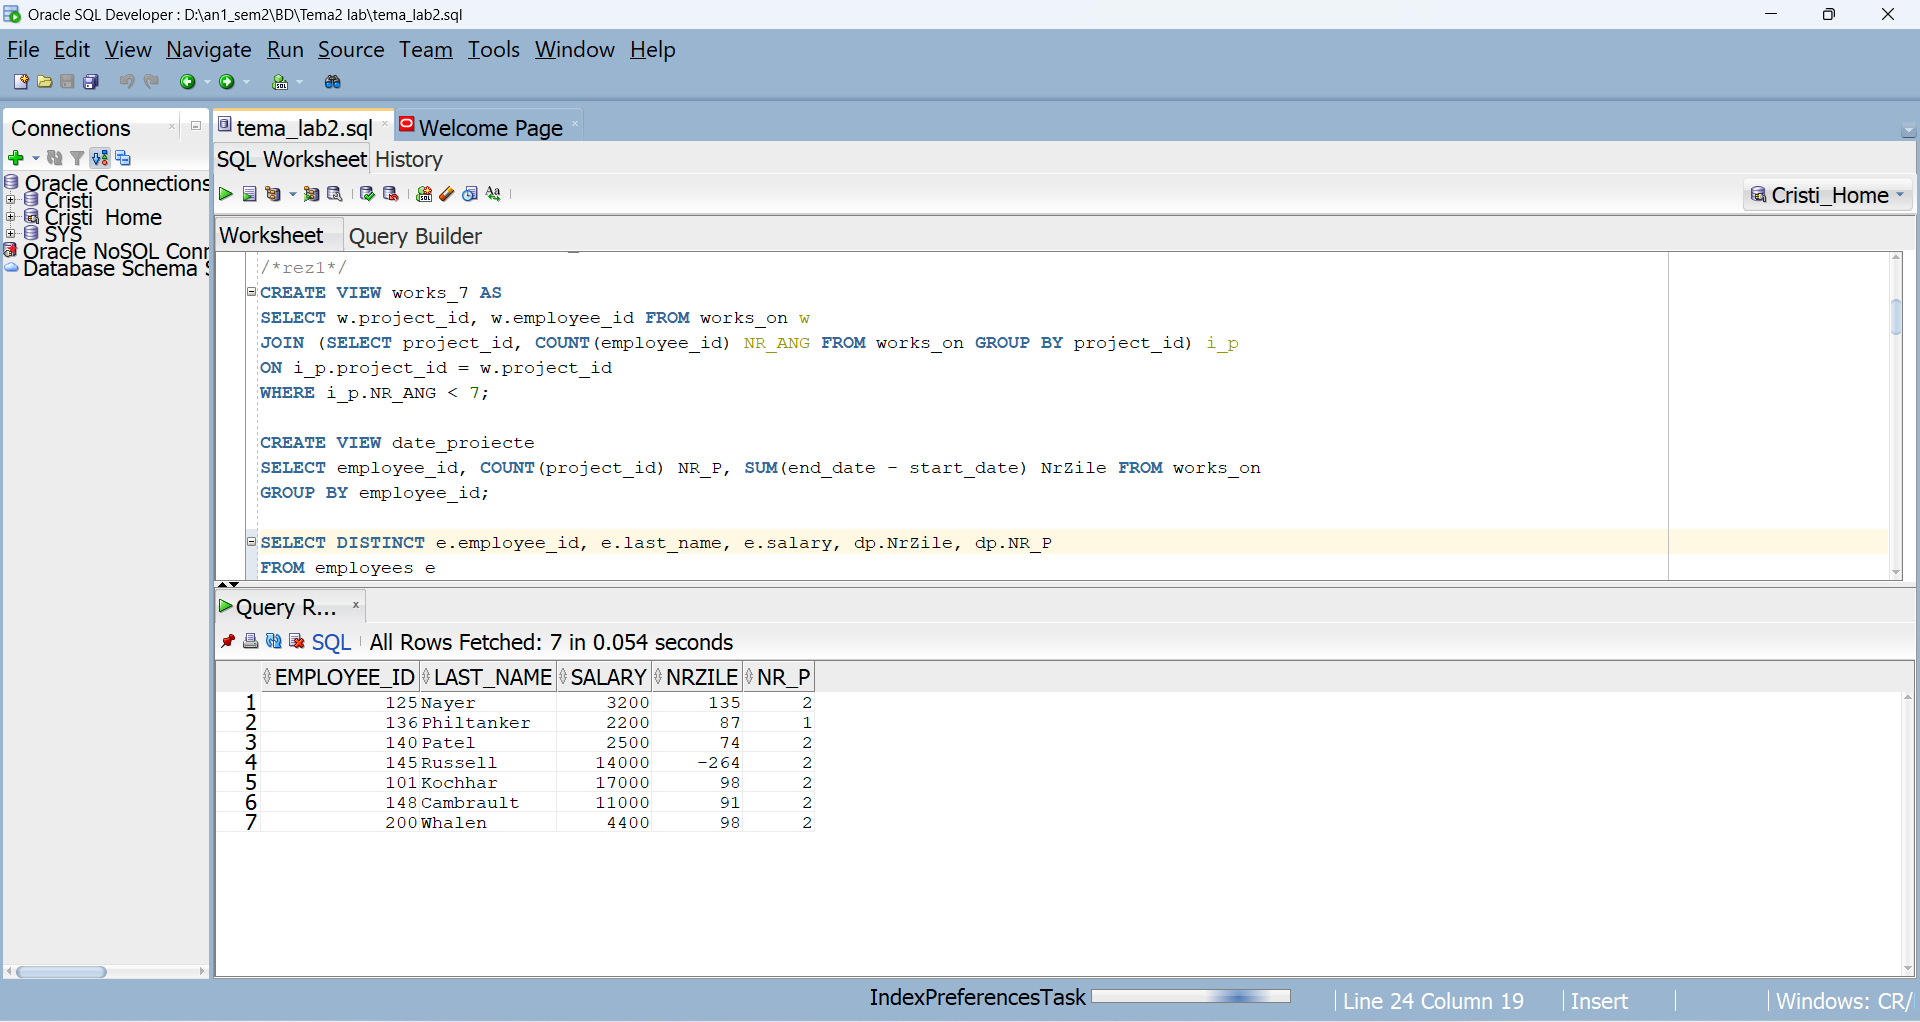 Oracle SQL Developer : D:\an1_sem2\BD\Tema2 lab\tema_lab2.sql
File Edit View Navigate Run Source Team Tools Window Help
Connections
Oracle Connections
Cristi
Cristi_Home
SYS
Oracle NoSQL Conn
Database Schema S
tema_lab2.sql
Welcome Page
SQL Worksheet History
Cristi_Home
Worksheet Query Builder
/*rez1*/
CREATE VIEW works_7 AS
SELECT w.project_id, w.employee_id FROM works_on w
JOIN (SELECT project_id, COUNT(employee_id) NR_ANG FROM works_on GROUP BY project_id) i_p
ON i_p.project_id = w.project_id
WHERE i_p.NR_ANG < 7;
CREATE VIEW date_proiecte
SELECT employee_id, COUNT(project_id) NR_P, SUM(end_date - start_date) NrZile FROM works_on
GROUP BY employee_id;
SELECT DISTINCT e.employee_id, e.last_name, e.salary, dp.NrZile, dp.NR_P
FROM employees e
Query R...
SQL All Rows Fetched: 7 in 0.054 seconds
EMPLOYEE_ID LAST_NAME SALARY NRZILE NR_P
1 125 Nayer 3200 135 2
2 136 Philtanker 2200 87 1
3 140 Patel 2500 74 2
4 145 Russell 14000 -264 2
5 101 Kochhar 17000 98 2
6 148 Cambrault 11000 91 2
7 200 Whalen 4400 98 2
IndexPreferencesTask
Line 24 Column 19
Insert
Windows: CR/